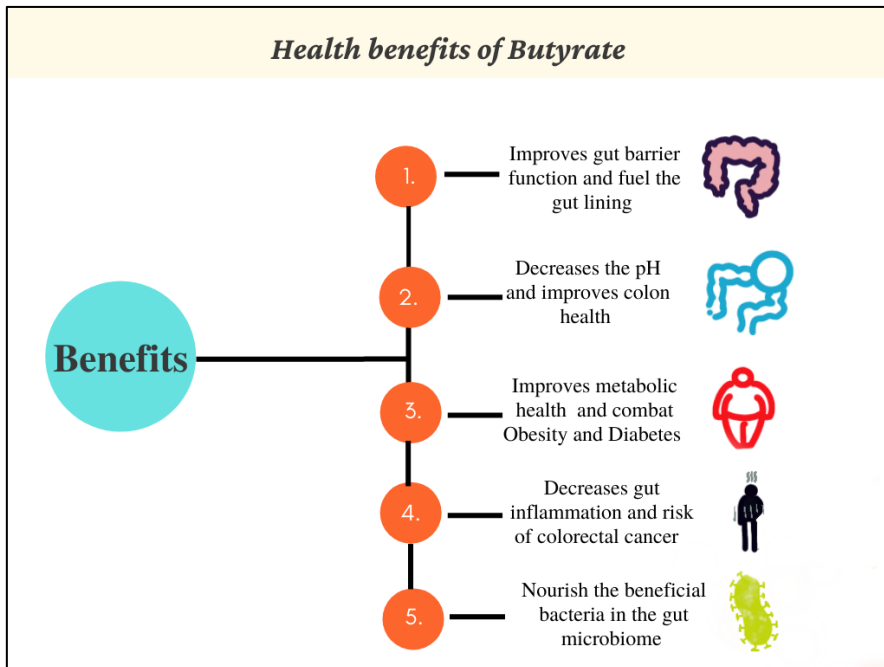 Health benefits of Butyrate
Benefits
1.
Improves gut barrier
function and fuel the
gut lining
2.
Decreases the pH
and improves colon
health
3.
Improves metabolic
health and combat
Obesity and Diabetes
4.
Decreases gut
inflammation and risk
of colorectal cancer
5.
Nourish the beneficial
bacteria in the gut
microbiome